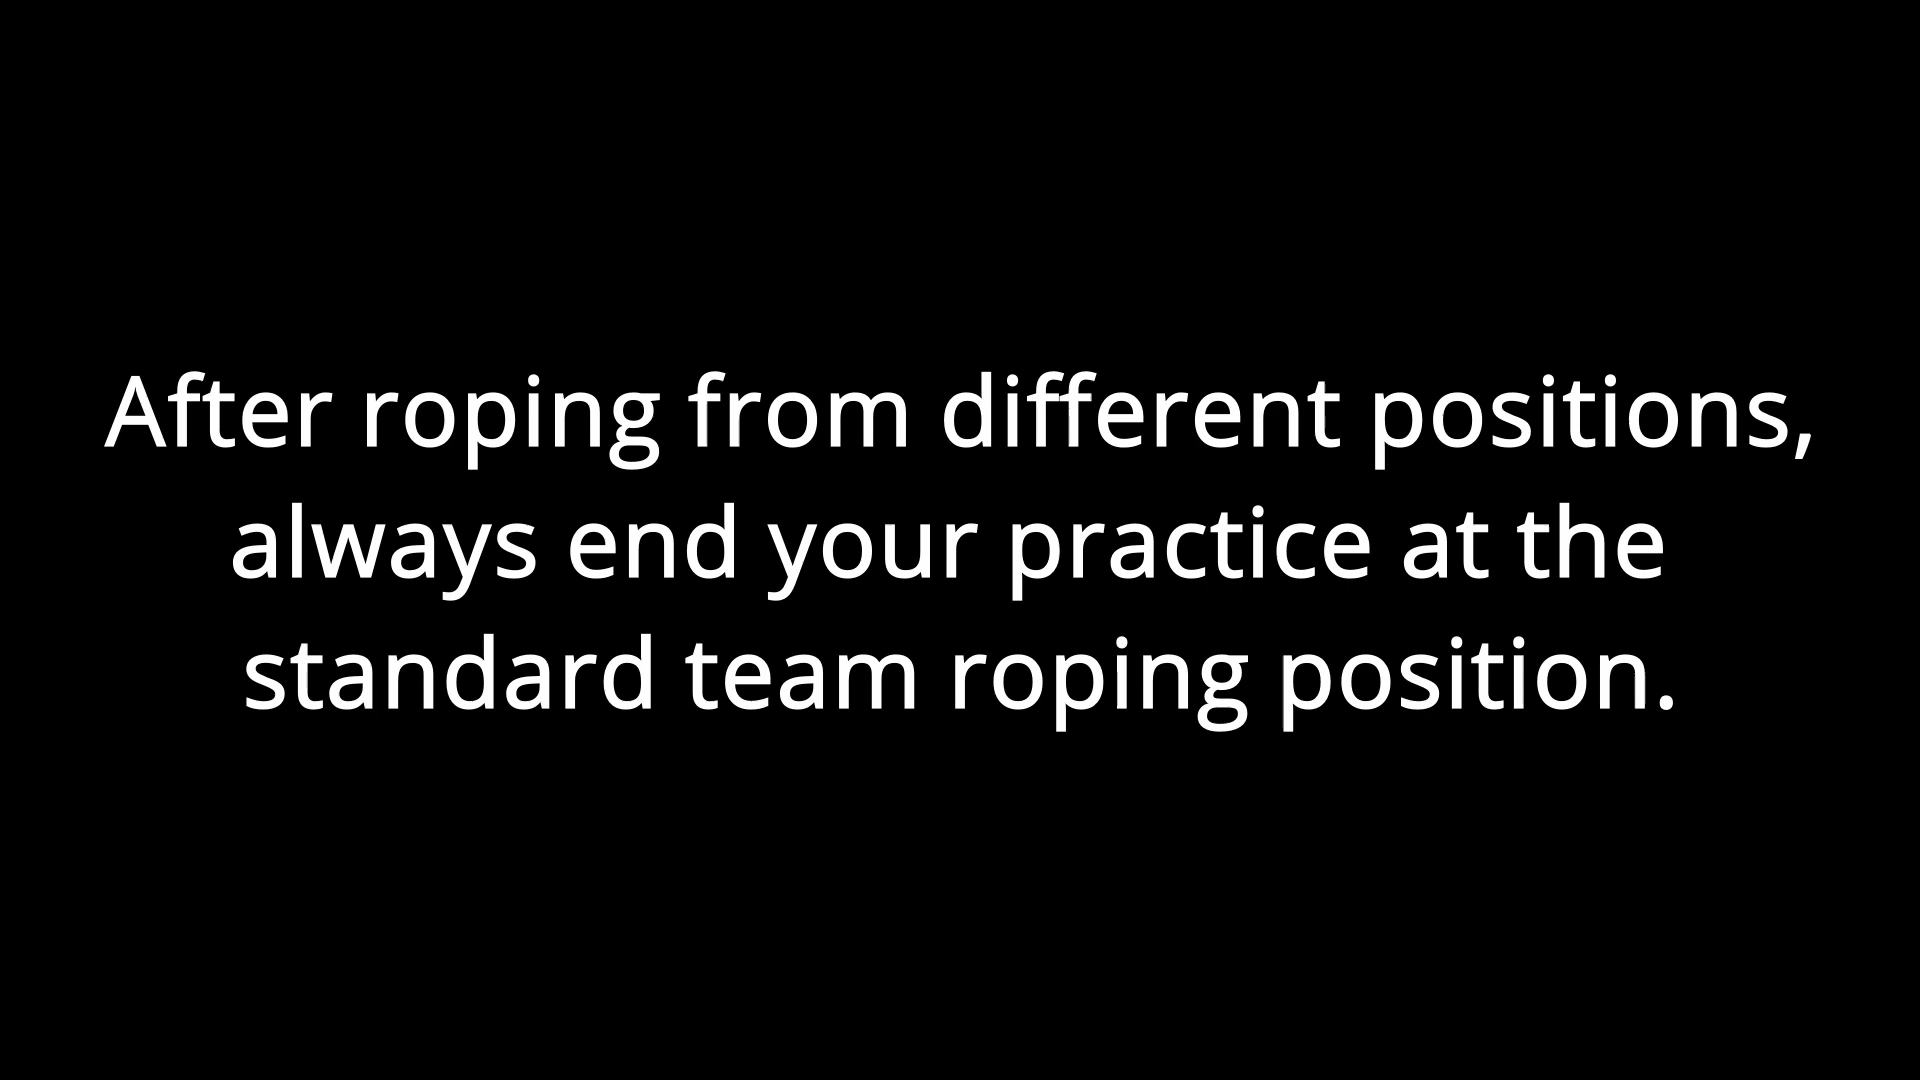 After roping from different positions,
always end your practice at the
standard team roping position.